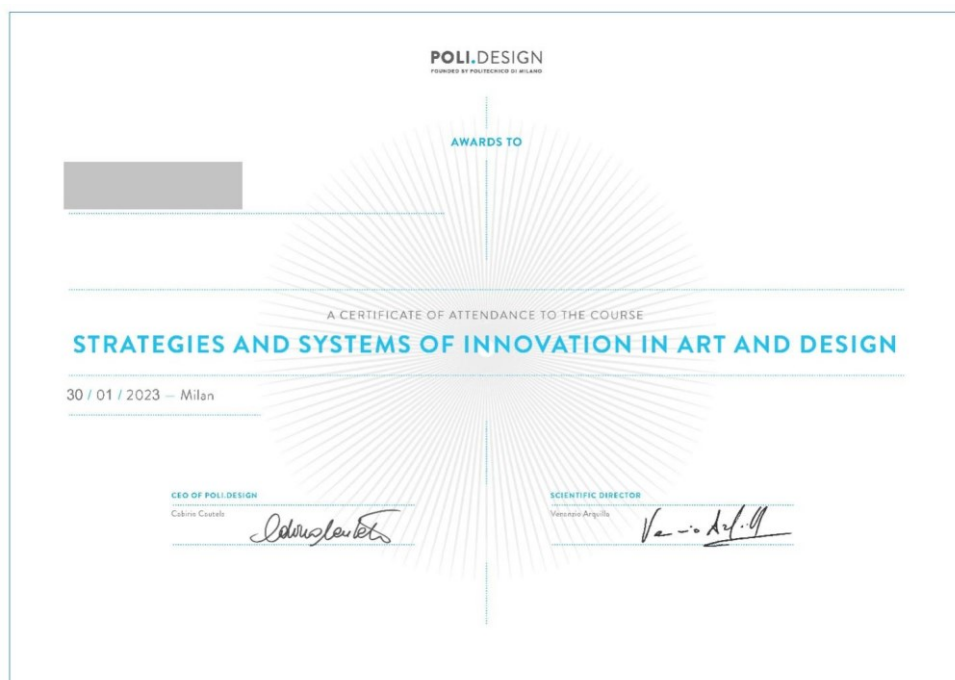 POLI.DESIGN
FOUNDED BY POLITECNICO DI MILANO
AWARDS TO
A CERTIFICATE OF ATTENDANCE TO THE COURSE
STRATEGIES AND SYSTEMS OF INNOVATION IN ART AND DESIGN
30 / 01 / 2023 — Milan
CEO OF POLI.DESIGN
Cabirio Cautela
SCIENTIFIC DIRECTOR
Venanzio Arquilla